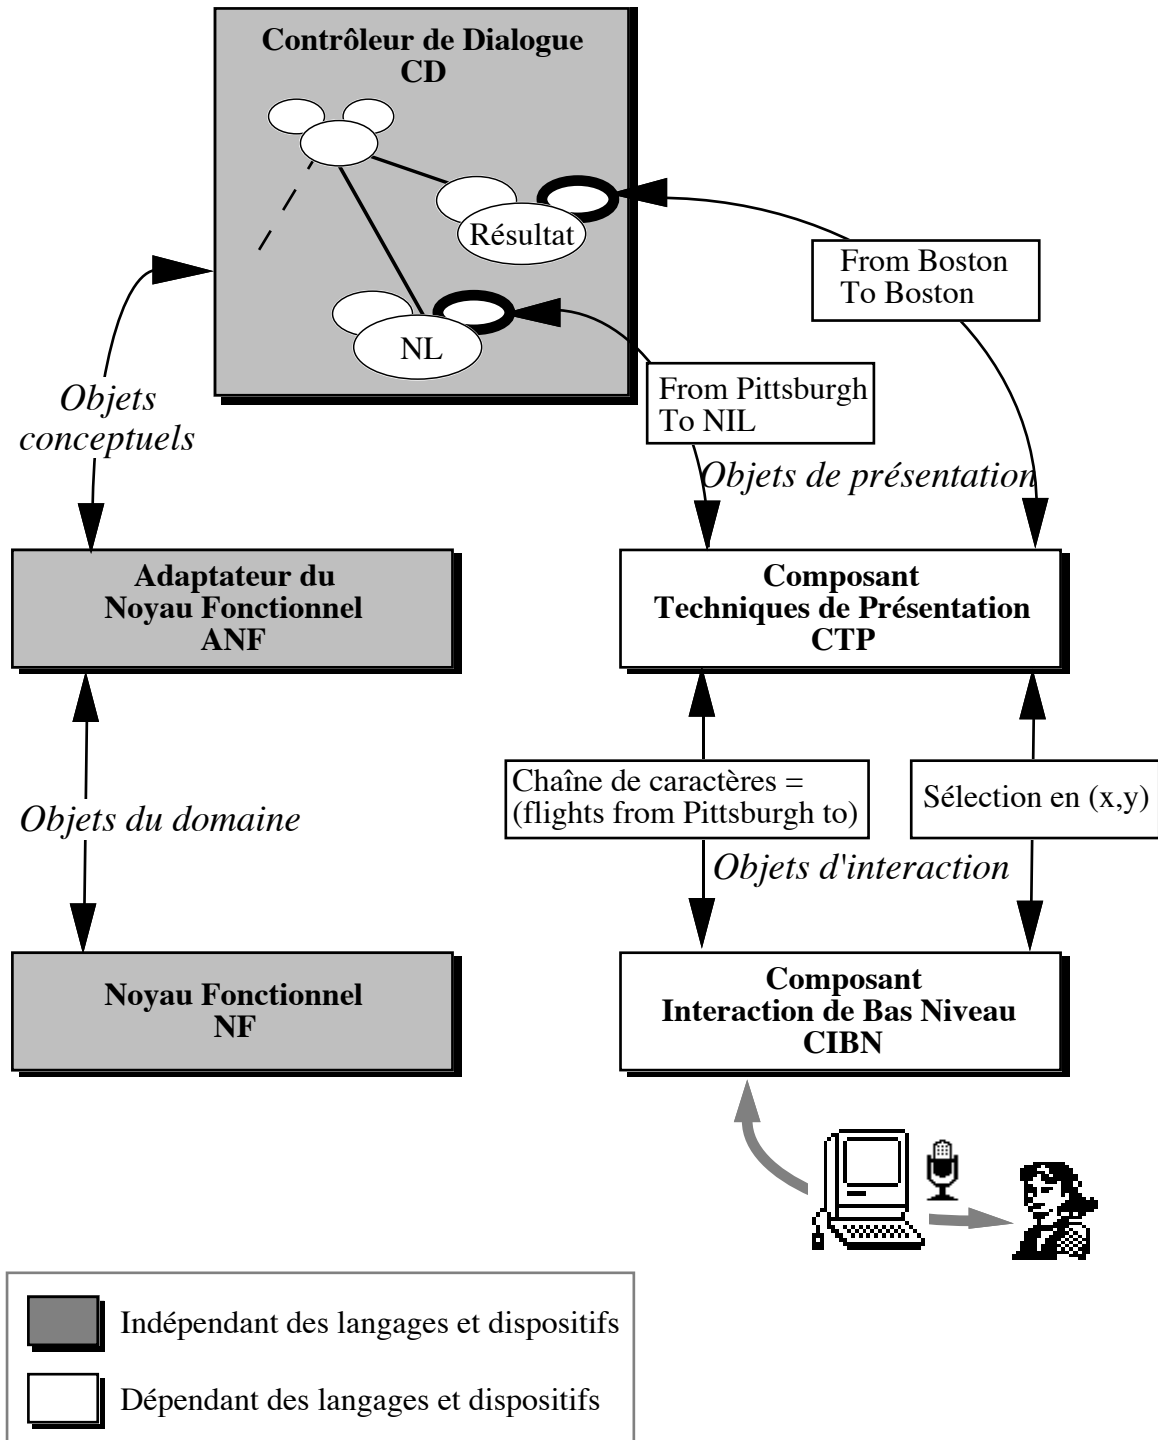 Contrôleur de Dialogue
CD
Résultat
NL
From Boston
To Boston
From Pittsburgh
To NIL
Objets
conceptuels
Objets de présentation
Adaptateur du
Noyau Fonctionnel
ANF
Composant
Techniques de Présentation
CTP
Chaîne de caractères =
(flights from Pittsburgh to)
Sélection en (x,y)
Objets du domaine
Objets d'interaction
Noyau Fonctionnel
NF
Composant
Interaction de Bas Niveau
CIBN
Indépendant des langages et dispositifs
Dépendant des langages et dispositifs